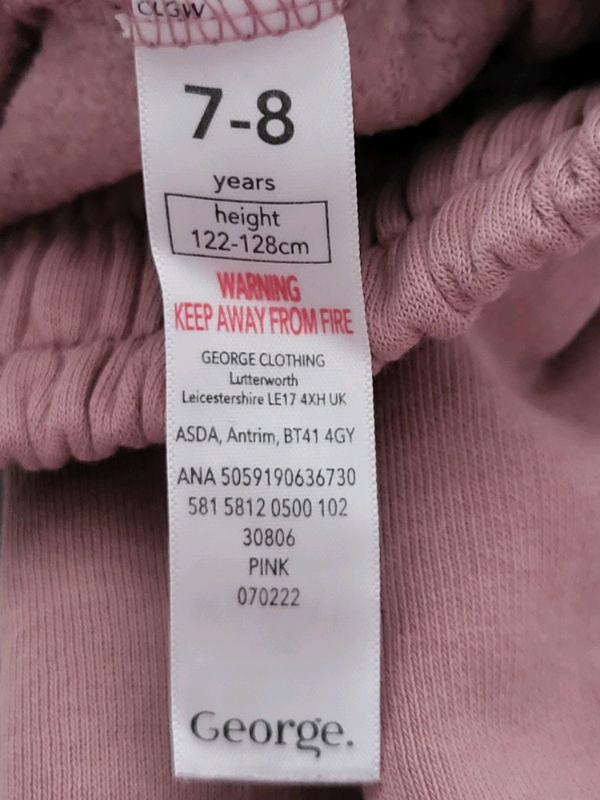 CLGW
7-8
years
height
122-128cm
WARNING
KEEP AWAY FROM FIRE
GEORGE CLOTHING
Lutterworth
Leicestershire LE17 4XH UK
ASDA, Antrim, BT41 4GY
ANA 5059190636730
581 5812 0500 102
30806
PINK
070222
George.